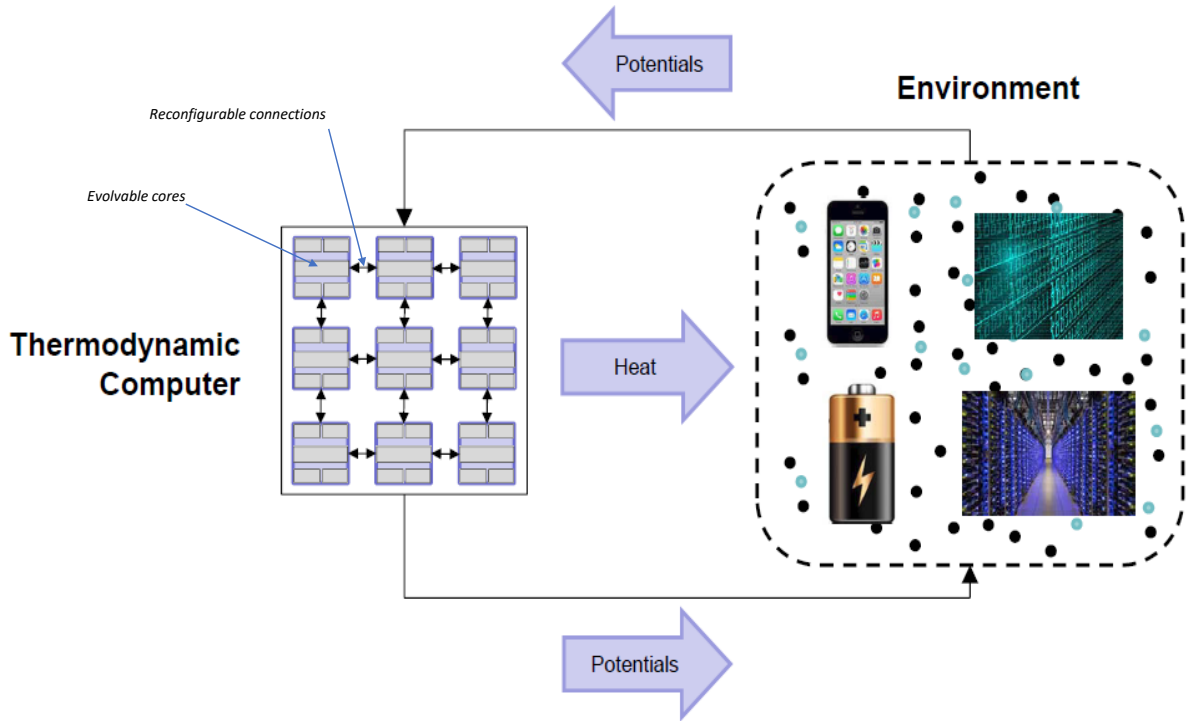 Potentials
Environment
Reconfigurable connections
Evolvable cores
Thermodynamic
Computer
Heat
Potentials